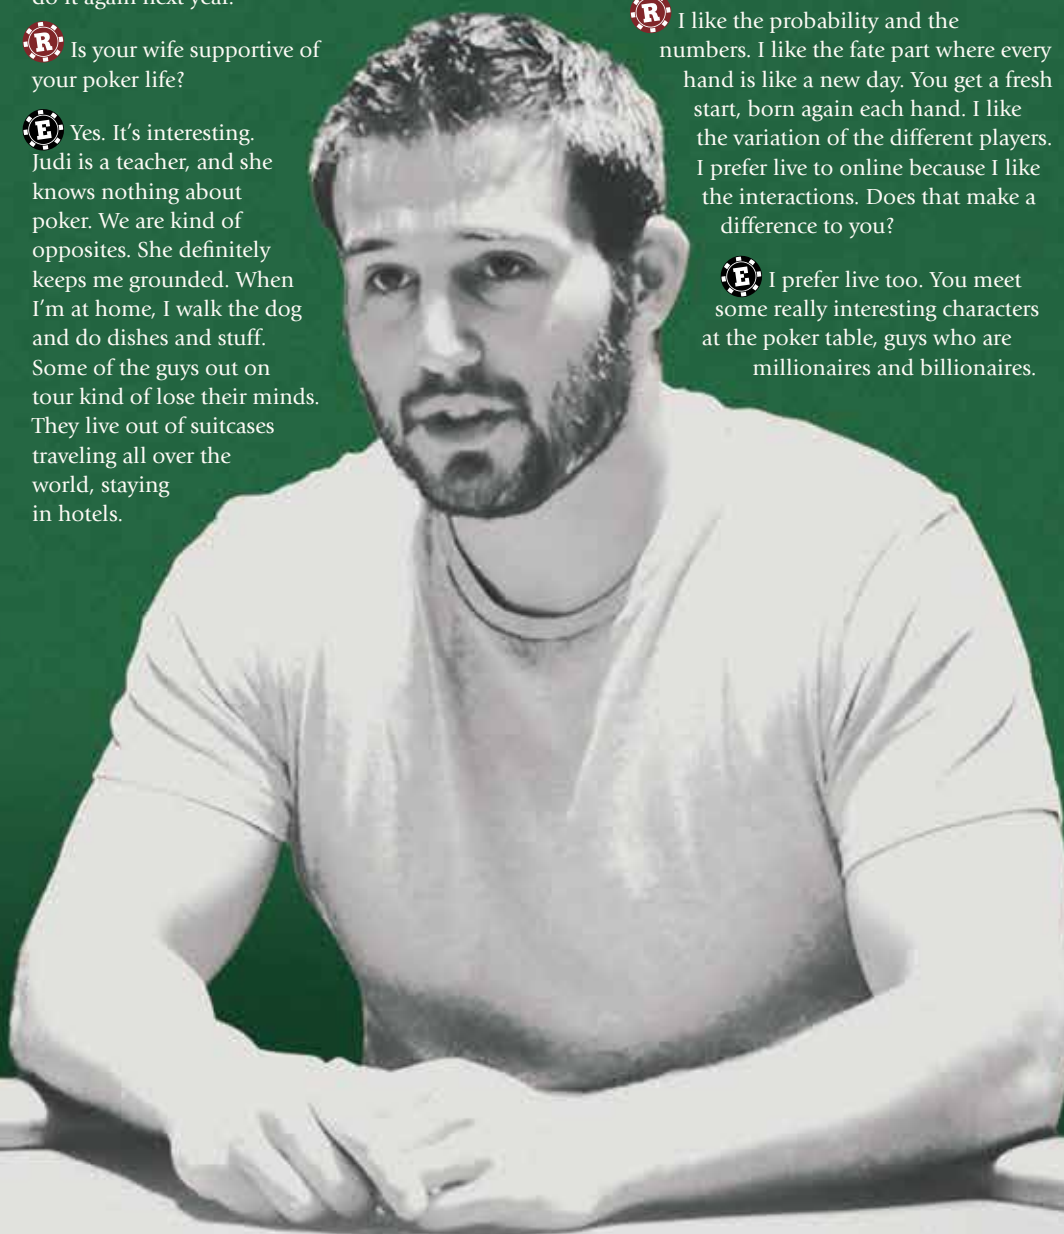 do it again next year.
R Is your wife supportive of
your poker life?
E Yes. It's interesting.
Judi is a teacher, and she
knows nothing about
poker. We are kind of
opposites. She definitely
keeps me grounded. When
I'm at home, I walk the dog
and do dishes and stuff.
Some of the guys out on
tour kind of lose their minds.
They live out of suitcases
traveling all over the
world, staying
in hotels.
R I like the probability and the
numbers. I like the fate part where every
hand is like a new day. You get a fresh
start, born again each hand. I like
the variation of the different players.
I prefer live to online because I like
the interactions. Does that make a
difference to you?
E I prefer live too. You meet
some really interesting characters
at the poker table, guys who are
millionaires and billionaires.